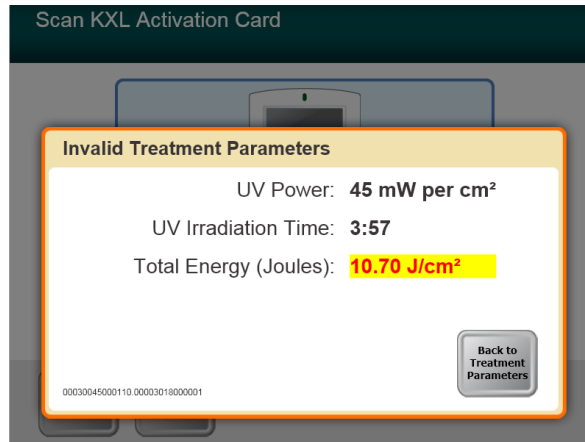 Scan KXL Activation Card
Invalid Treatment Parameters
UV Power: 45 mW per cm²
UV Irradiation Time: 3:57
Total Energy (Joules): 10.70 J/cm²
Back to
Treatment
Parameters
00030045000110.00003018000001